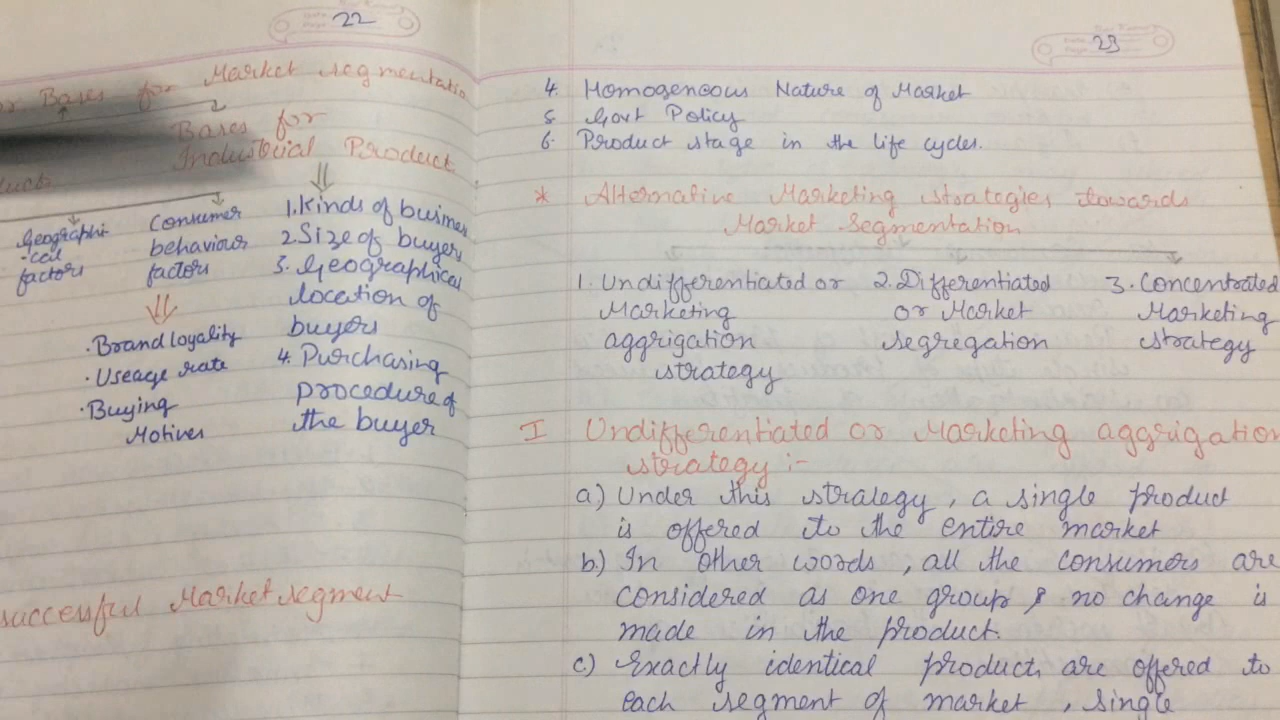 22
Bases for Market segmentatio
Bases for
Industrial Product
Geographi
-cal
factors
Consumer
behaviour
factors
· Brand loyality
· Useage rate
· Buying
Motives
1. Kinds of busines
2. Size of buyers
3. Geographical
location of
buyers
4. Purchasing
procedure of
the buyer
successful Market segment
23
4. Homogeneous Nature of Market
5 Govt Policy
6. Product stage in the life cycles.
* Alternative Marketing strategies towards
Market Segmentation
1. Undifferentiated or
Marketing
aggrigation
strategy
2. Differentiated
or Market
segregation
3. Concentrated
Marketing
strategy
I Undifferentiated or Marketing aggrigation
strategy :-
a) Under this strategy, a single product
is offered to the entire market
b.) In other words, all the consumers are
considered as one group & no change is
made in the product.
c) Exactly identical products are offered to
each segment of market, single